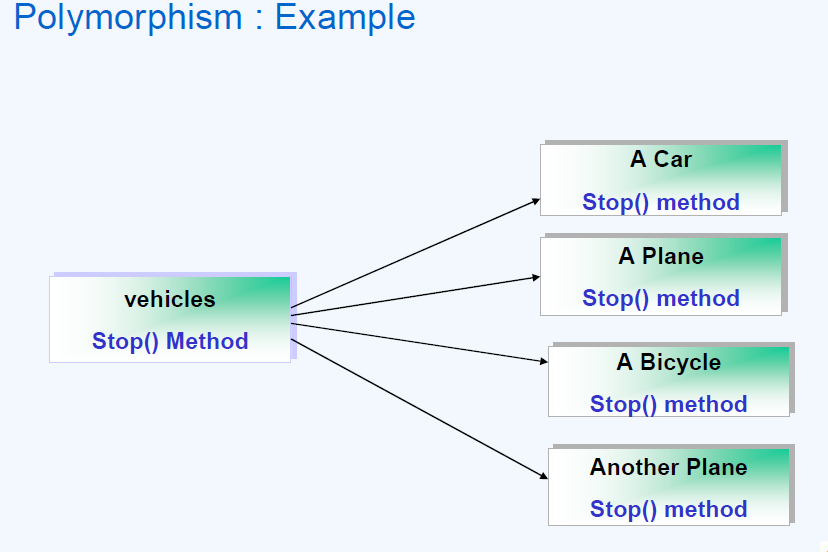 Polymorphism : Example
A Car
Stop() method
A Plane
Stop() method
vehicles
Stop() Method
A Bicycle
Stop() method
Another Plane
Stop() method